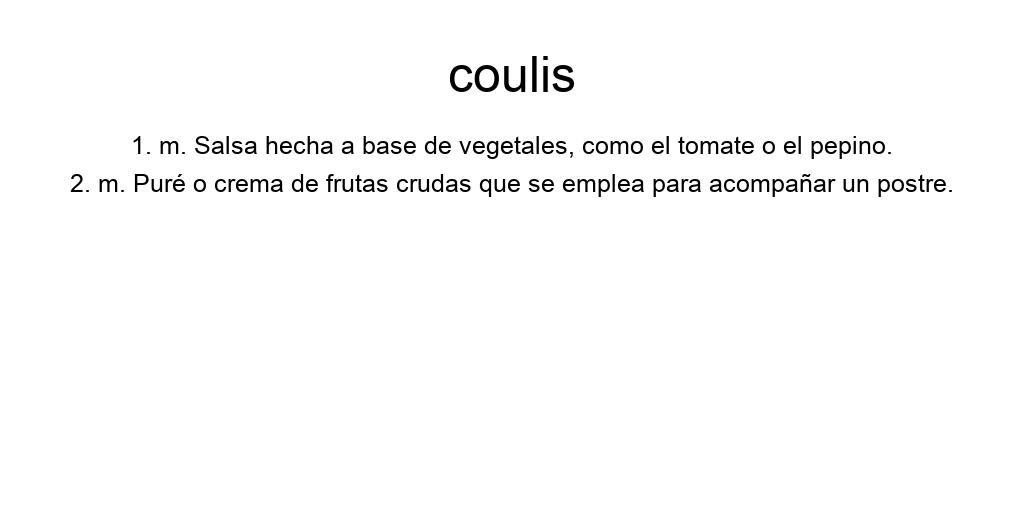 coulis
1. m. Salsa hecha a base de vegetales, como el tomate o el pepino.
2. m. Puré o crema de frutas crudas que se emplea para acompañar un postre.